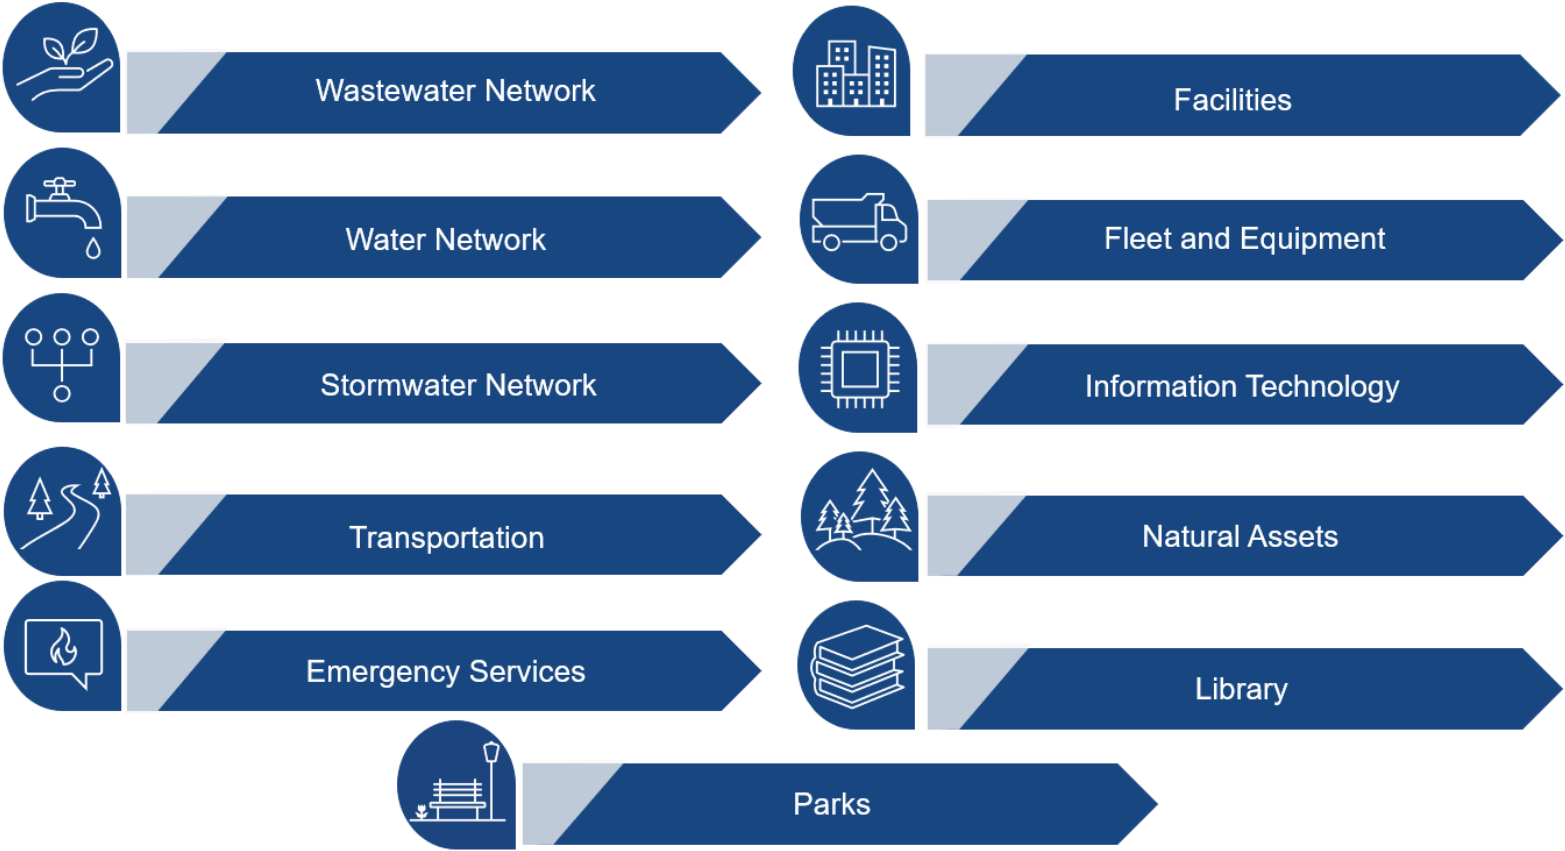 Wastewater Network
Facilities
Water Network
Fleet and Equipment
Stormwater Network
Information Technology
Transportation
Natural Assets
Emergency Services
Library
Parks